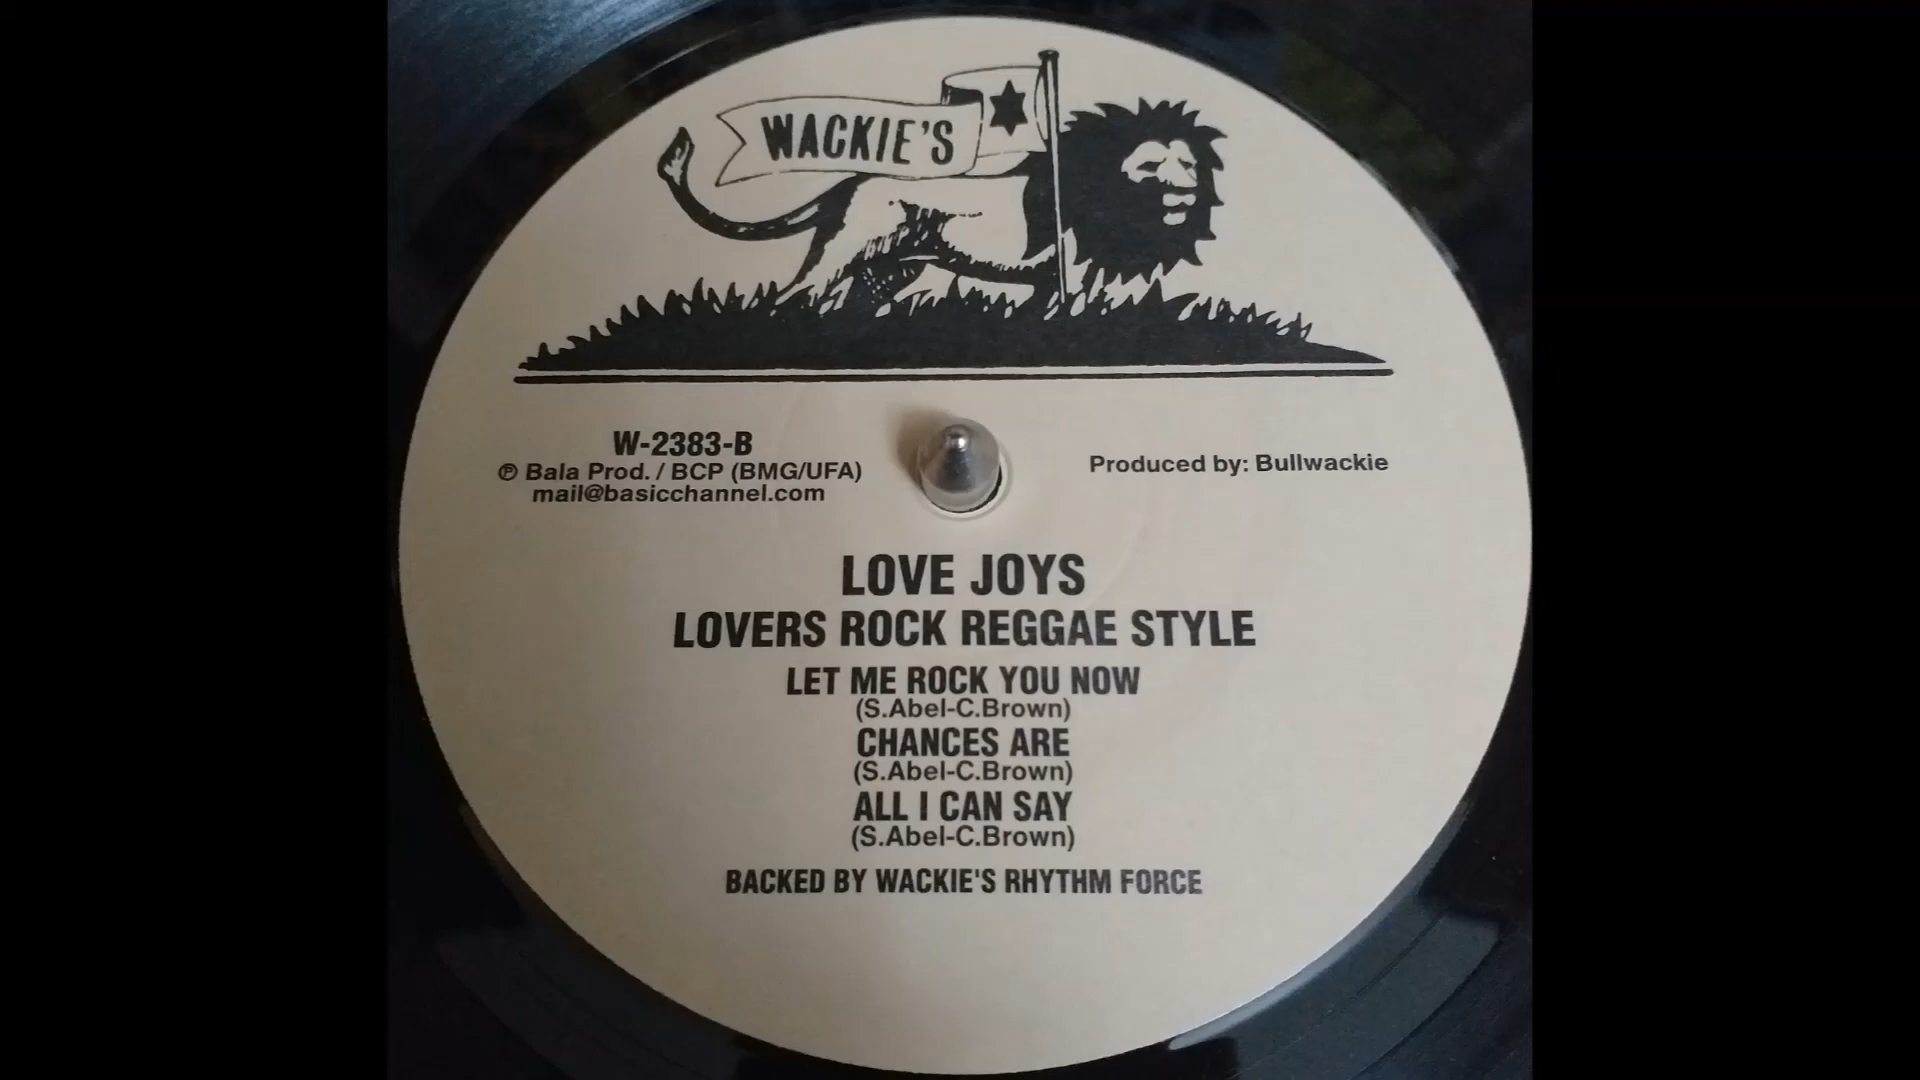 WACKIE'S
W-2383-B
℗ Bala Prod. / BCP (BMG/UFA)
mail@basicchannel.com
Produced by: Bullwackie
LOVE JOYS
LOVERS ROCK REGGAE STYLE
LET ME ROCK YOU NOW
(S.Abel-C.Brown)
CHANCES ARE
(S.Abel-C.Brown)
ALL I CAN SAY
(S.Abel-C.Brown)
BACKED BY WACKIE'S RHYTHM FORCE